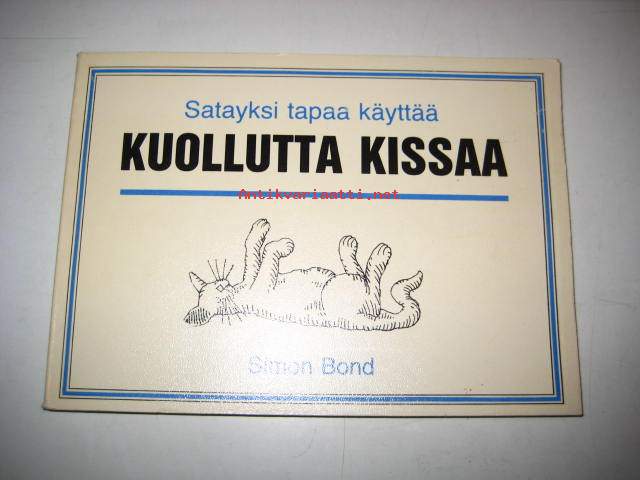 Satayksi tapaa käyttää
KUOLLUTTA KISSAA
Antikvariaatti.net
Simon Bond